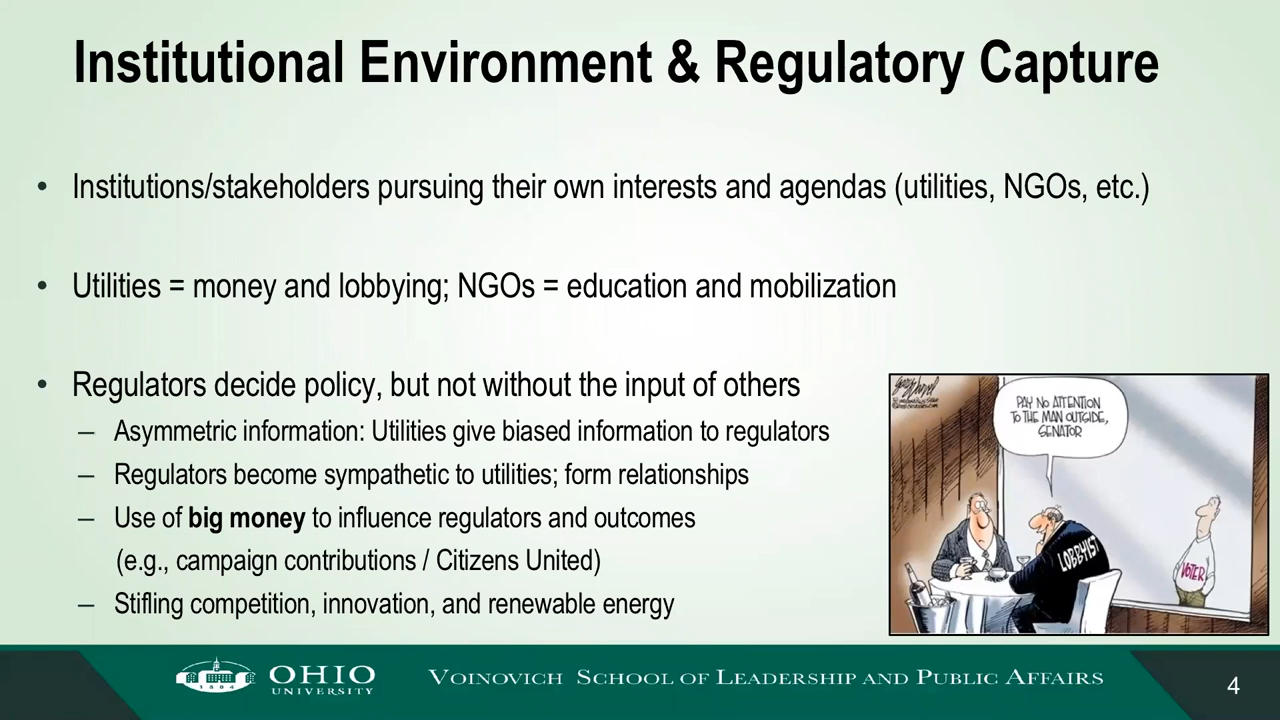 Institutional Environment & Regulatory Capture
• Institutions/stakeholders pursuing their own interests and agendas (utilities, NGOs, etc.)
• Utilities = money and lobbying; NGOs = education and mobilization
• Regulators decide policy, but not without the input of others
– Asymmetric information: Utilities give biased information to regulators
– Regulators become sympathetic to utilities; form relationships
– Use of big money to influence regulators and outcomes
(e.g., campaign contributions / Citizens United)
– Stifling competition, innovation, and renewable energy
PAY NO ATTENTION
TO THE MAN OUTSIDE,
SENATOR
LOBBYIST
VOTER
1804
OHIO
UNIVERSITY
VOINOVICH SCHOOL OF LEADERSHIP AND PUBLIC AFFAIRS
4